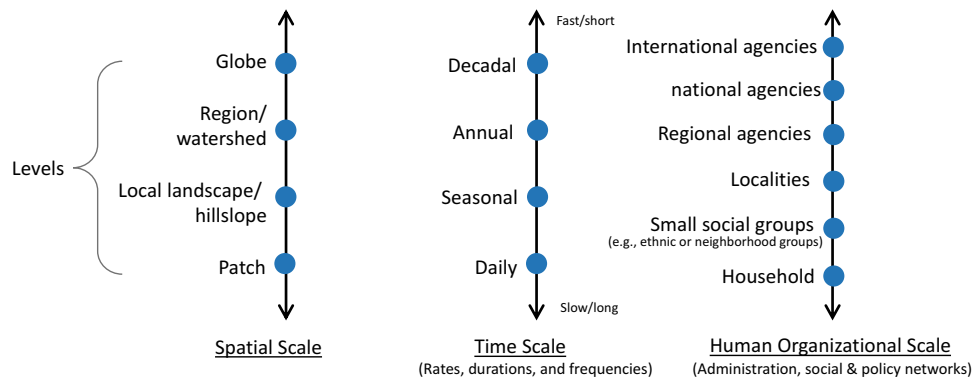 Levels
Globe
Region/
watershed
Local landscape/
hillslope
Patch
Spatial Scale
Fast/short
Decadal
Annual
Seasonal
Daily
Slow/long
Time Scale
(Rates, durations, and frequencies)
International agencies
national agencies
Regional agencies
Localities
Small social groups
(e.g., ethnic or neighborhood groups)
Household
Human Organizational Scale
(Administration, social & policy networks)